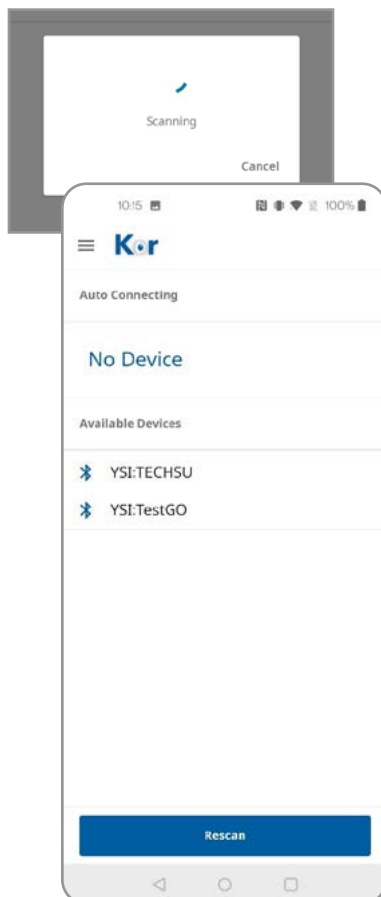 Scanning
Cancel
10:15 100%
Kor
Auto Connecting
No Device
Available Devices
YSI:TECHSU
YSI:TestGO
Rescan